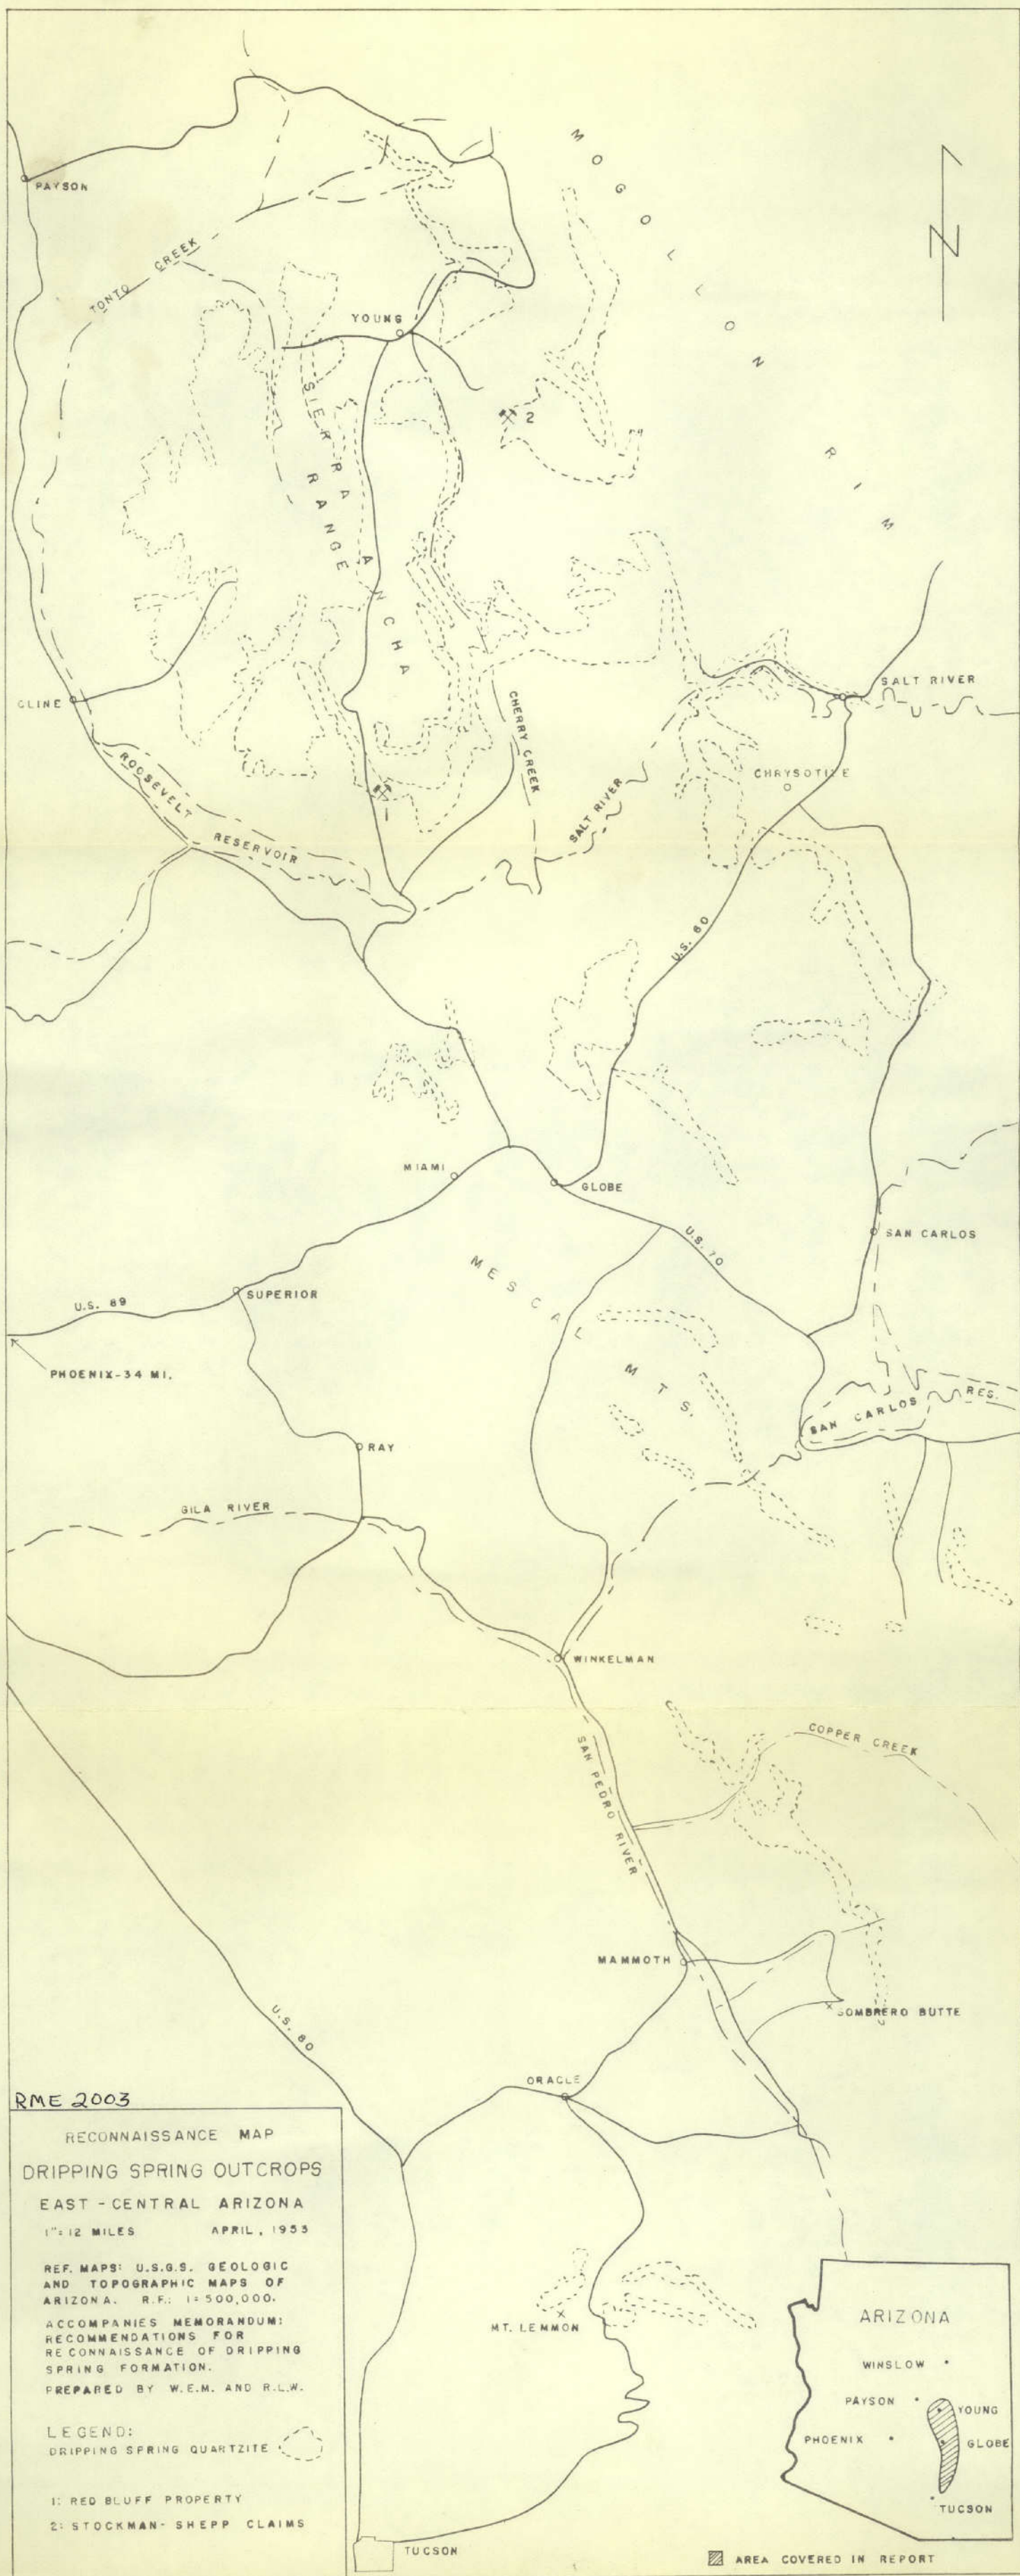 MOGOLLON RIM
PAYSON
N
TONTO CREEK
YOUNG
SIERRA ANCHA
RANGE
2
SALT RIVER
CLINE
CHERRY CREEK
ROOSEVELT
RESERVOIR
CHRYSOTILE
SALT RIVER
1
U.S. 60
MIAMI
GLOBE
U.S. 70
SAN CARLOS
MESCAL MTS.
SUPERIOR
U.S. 89
PHOENIX-34 MI.
SAN CARLOS RES.
RAY
GILA RIVER
WINKELMAN
COPPER CREEK
SAN PEDRO RIVER
MAMMOTH
SOMBRERO BUTTE
U.S. 80
ORACLE
RME 2003
RECONNAISSANCE MAP
DRIPPING SPRING OUTCROPS
EAST-CENTRAL ARIZONA
1"=12 MILES APRIL, 1955
REF. MAPS: U.S.G.S. GEOLOGIC
AND TOPOGRAPHIC MAPS OF
ARIZONA. R.F.: 1=500,000.
ACCOMPANIES MEMORANDUM:
RECOMMENDATIONS FOR
RECONNAISSANCE OF DRIPPING
SPRING FORMATION.
PREPARED BY W.E.M. AND R.L.W.
LEGEND:
DRIPPING SPRING QUARTZITE
1: RED BLUFF PROPERTY
2: STOCKMAN-SHEPP CLAIMS
MT. LEMMON
TUCSON
ARIZONA
WINSLOW
PAYSON
YOUNG
PHOENIX
GLOBE
TUCSON
AREA COVERED IN REPORT